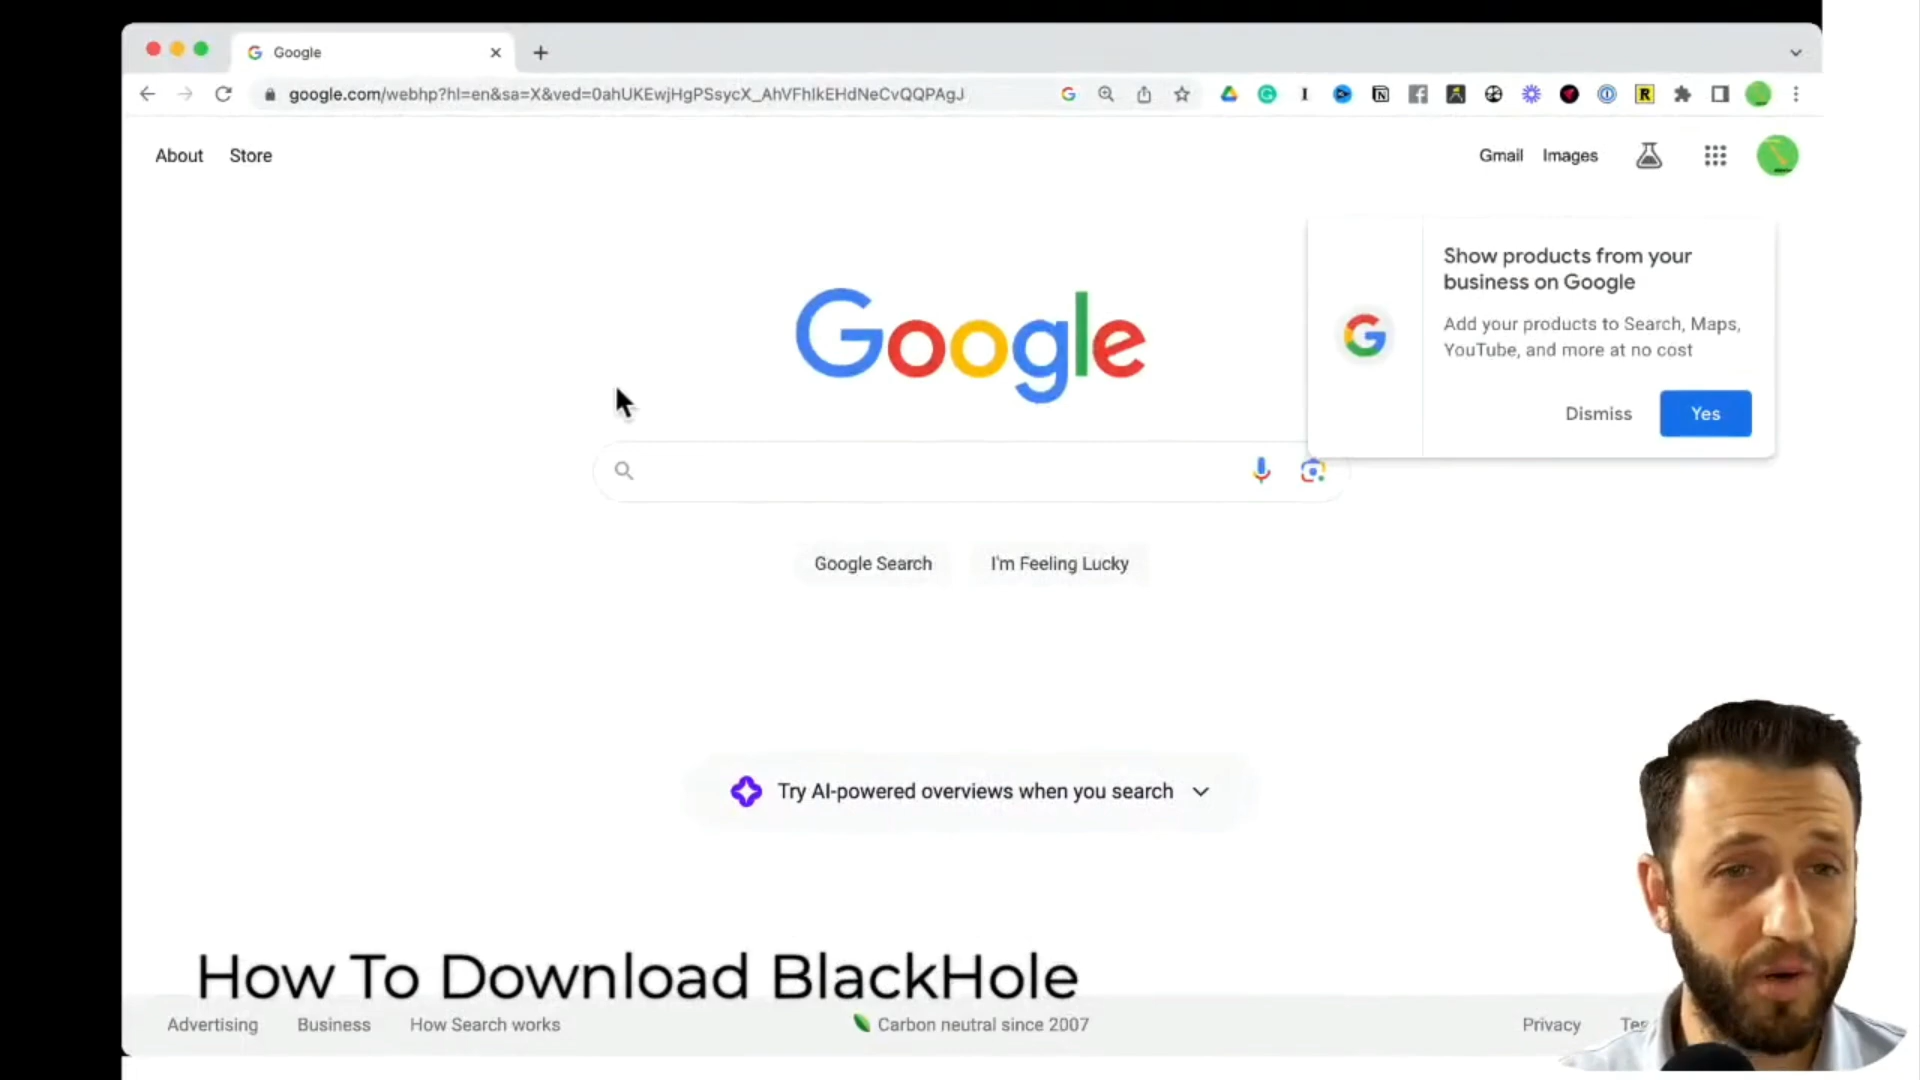 Google
google.com/webhp?hl=en&sa=X&ved=0ahUKEwjHgPSsycX_AhVFhlkEHdNeCvQQPAgJ
About Store
Gmail Images
Show products from your
business on Google
Add your products to Search, Maps,
YouTube, and more at no cost
Dismiss Yes
Google
Google Search I'm Feeling Lucky
Try AI-powered overviews when you search
How To Download BlackHole
Advertising Business How Search works
Carbon neutral since 2007
Privacy